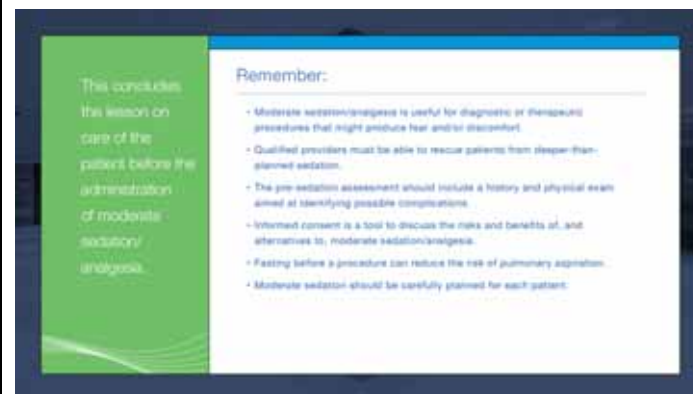 This concludes
the lesson on
care of the
patient before the
administration
of moderate
sedation/
analgesia.
Remember:
• Moderate sedation/analgesia is useful for diagnostic or therapeutic
procedures that might produce fear and/or discomfort.
• Qualified providers must be able to rescue patients from deeper-than-
planned sedation.
• The pre-sedation assessment should include a history and physical exam
aimed at identifying possible complications.
• Informed consent is a tool to discuss the risks and benefits of, and
alternatives to, moderate sedation/analgesia.
• Fasting before a procedure can reduce the risk of pulmonary aspiration.
• Moderate sedation should be carefully planned for each patient.